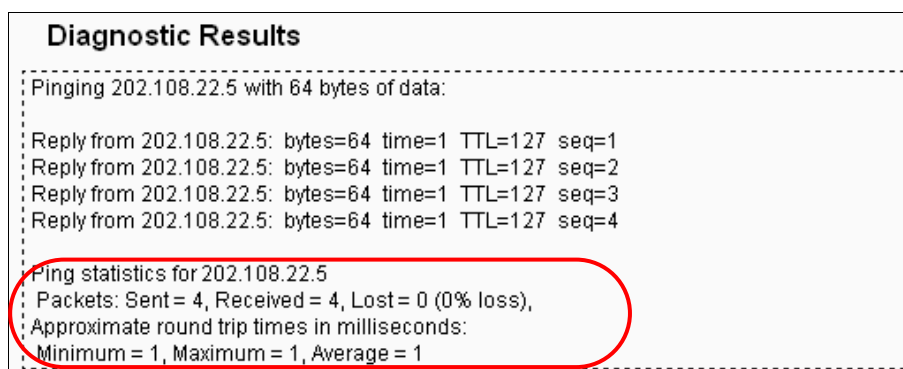 Diagnostic Results
Pinging 202.108.22.5 with 64 bytes of data:
Reply from 202.108.22.5: bytes=64 time=1 TTL=127 seq=1
Reply from 202.108.22.5: bytes=64 time=1 TTL=127 seq=2
Reply from 202.108.22.5: bytes=64 time=1 TTL=127 seq=3
Reply from 202.108.22.5: bytes=64 time=1 TTL=127 seq=4
Ping statistics for 202.108.22.5
Packets: Sent = 4, Received = 4, Lost = 0 (0% loss),
Approximate round trip times in milliseconds:
Minimum = 1, Maximum = 1, Average = 1